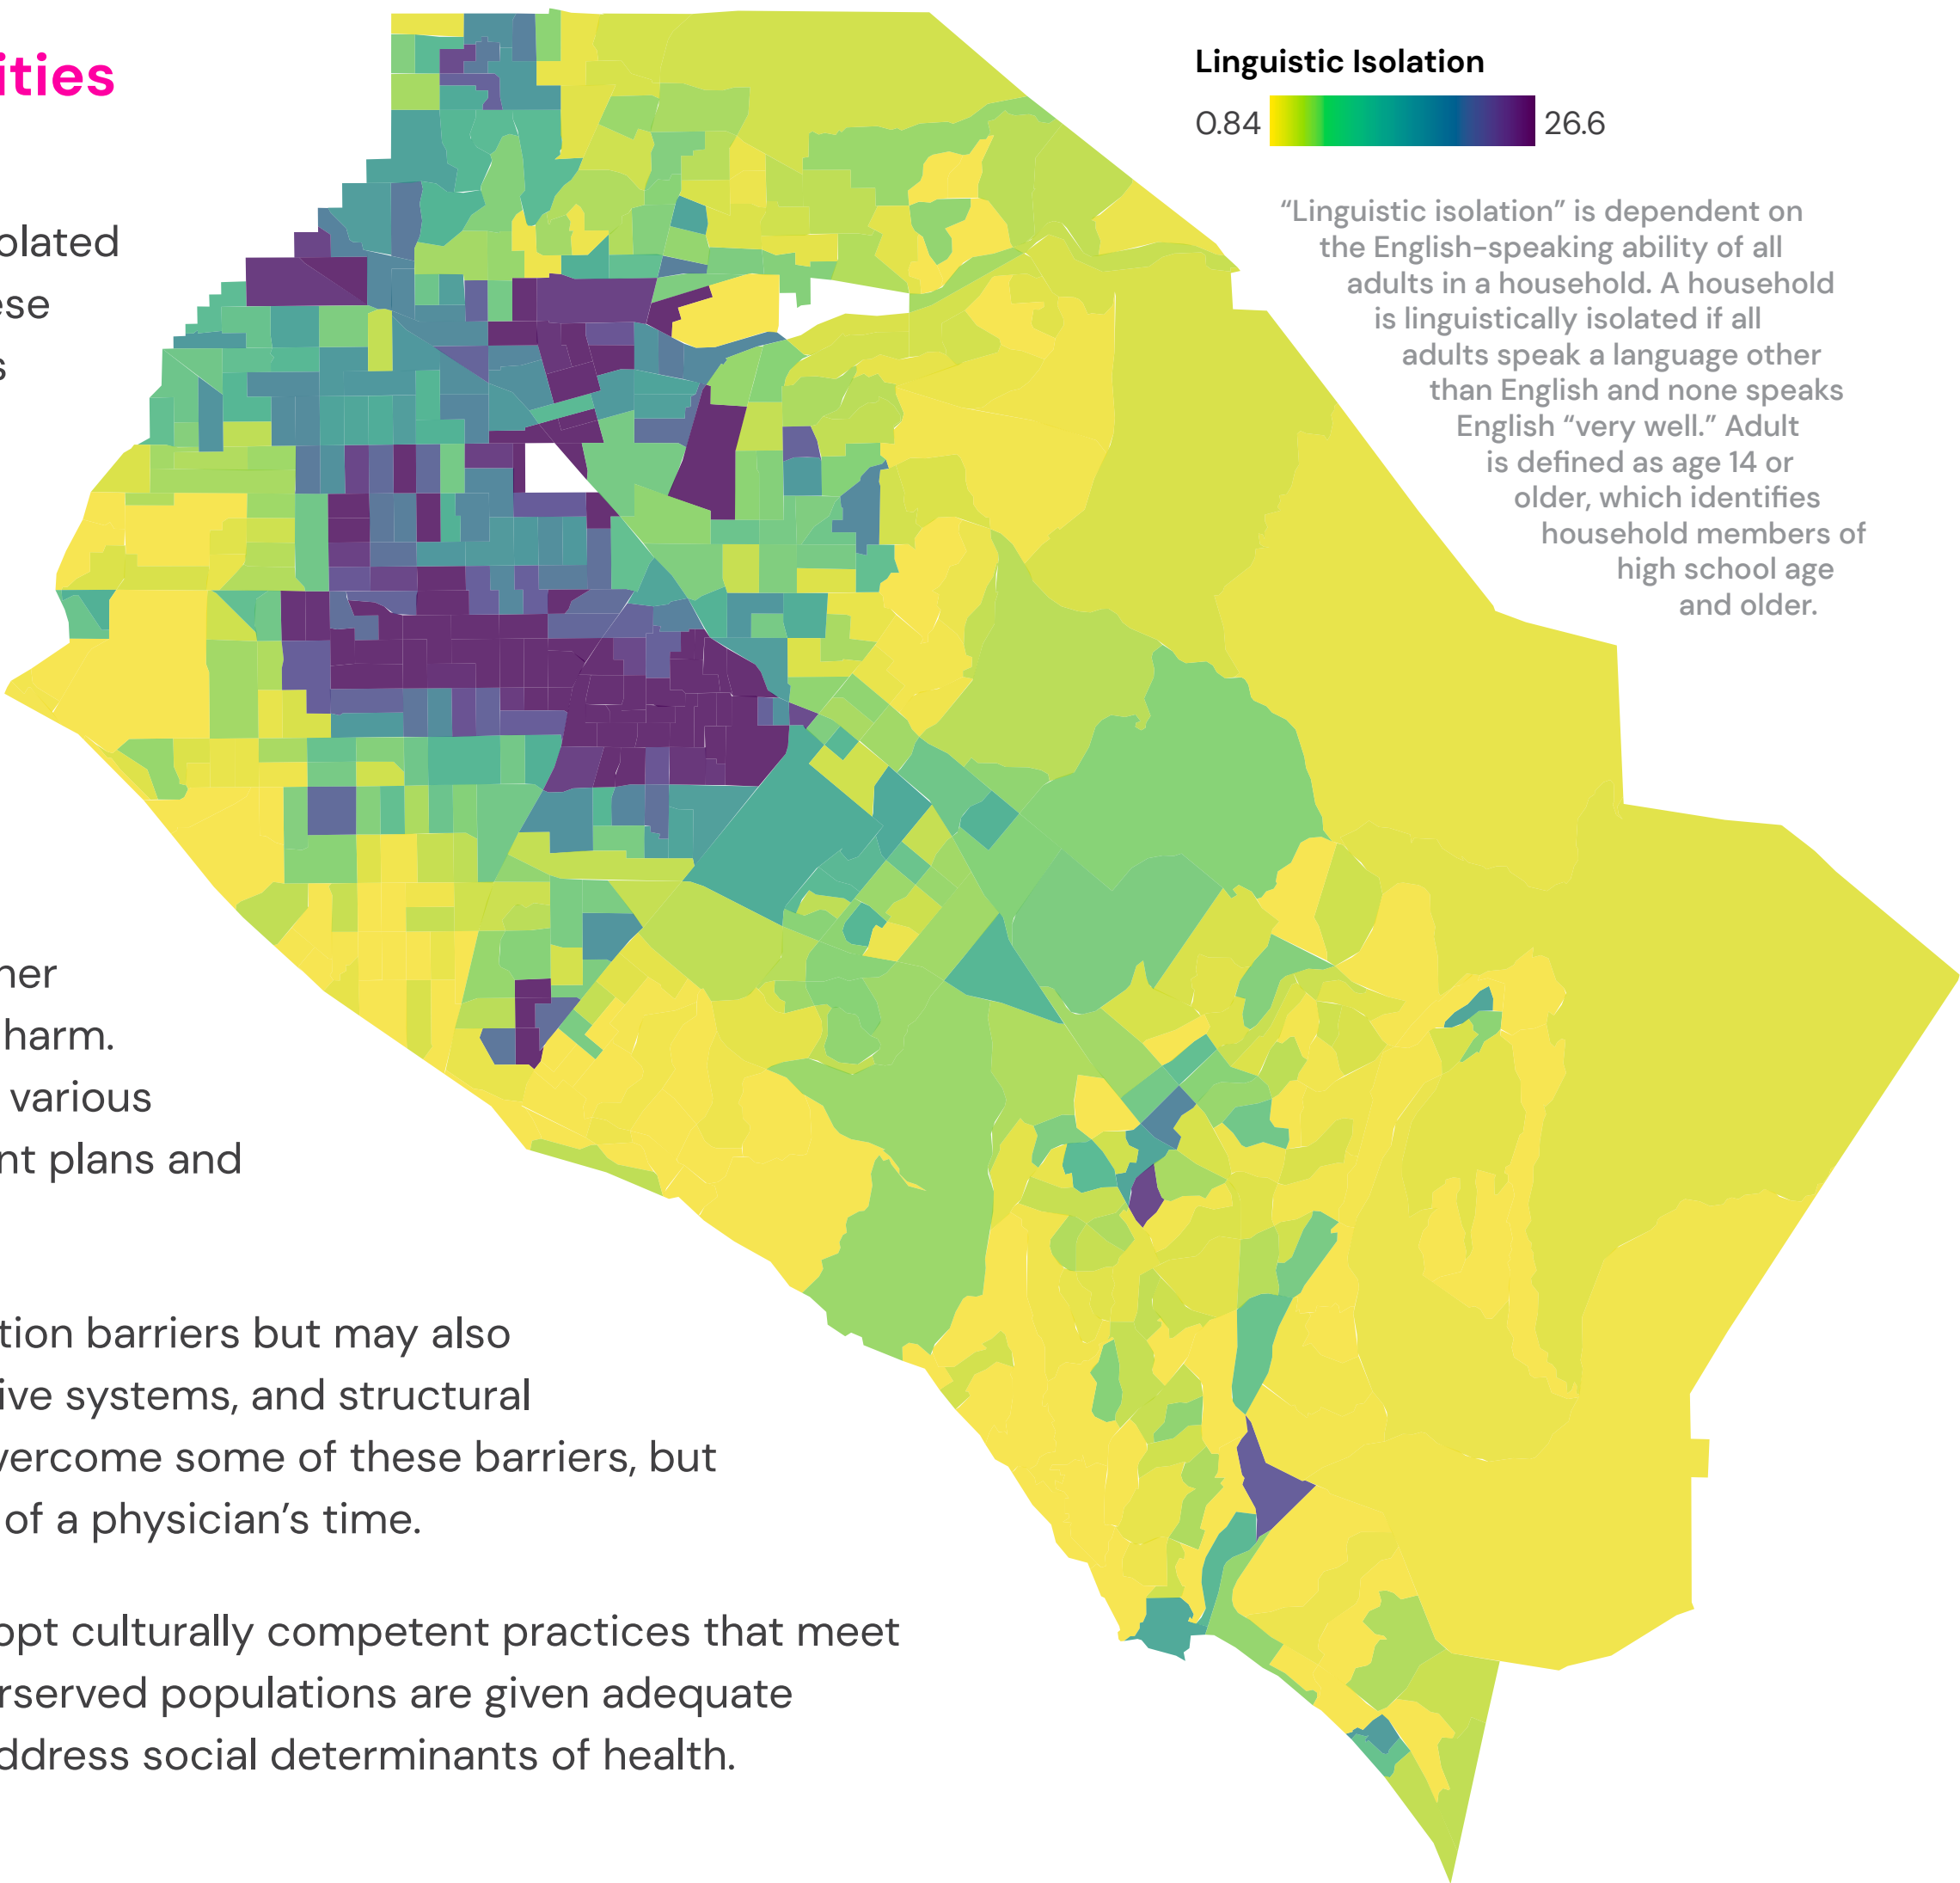 ities
olated
ese
s
ner
harm.
various
nt plans and
tion barriers but may also
ive systems, and structural
vercome some of these barriers, but
of a physician’s time.
opt culturally competent practices that meet
rserved populations are given adequate
ddress social determinants of health.
Linguistic Isolation
0.84 26.6
“Linguistic isolation” is dependent on
the English-speaking ability of all
adults in a household. A household
is linguistically isolated if all
adults speak a language other
than English and none speaks
English “very well.” Adult
is defined as age 14 or
older, which identifies
household members of
high school age
and older.